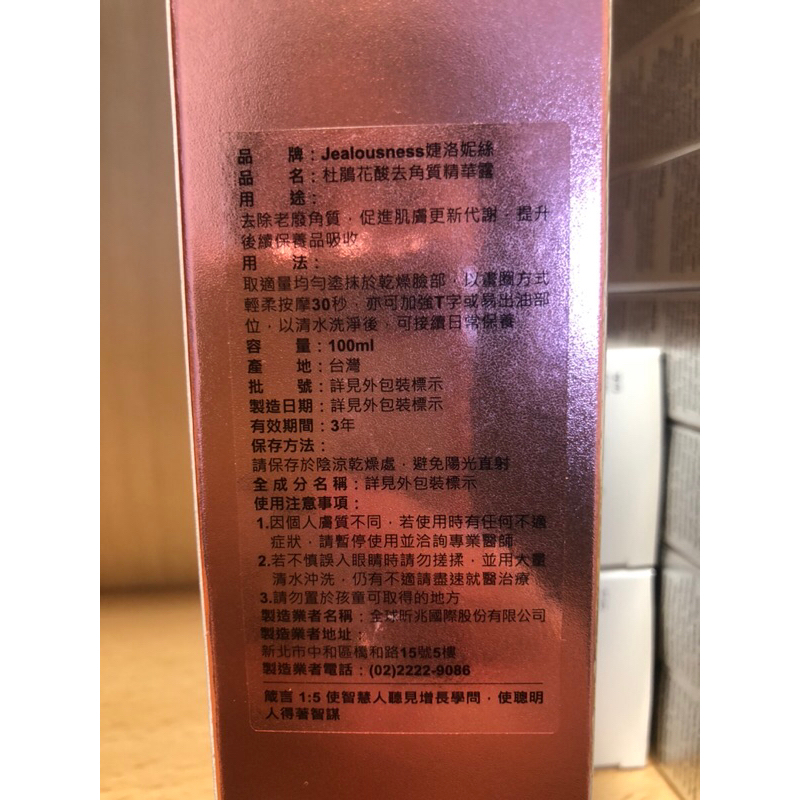 品　　牌：Jealousness婕洛妮絲
品　　名：杜鵑花酸去角質精華露
用　　途：
去除老廢角質，促進肌膚更新代謝，提升
後續保養品吸收
用　　法：
取適量均勻塗抹於乾燥臉部，以畫圈方式
輕柔按摩30秒，亦可加強T字或易出油部
位，以清水洗淨後，可接續日常保養
容　　量：100ml
產　　地：台灣
批　　號：詳見外包裝標示
製造日期：詳見外包裝標示
有效期間：3年
保存方法：
請保存於陰涼乾燥處，避免陽光直射
全成分名稱：詳見外包裝標示
使用注意事項：
1.因個人膚質不同，若使用時有任何不適
症狀，請暫停使用並洽詢專業醫師
2.若不慎誤入眼睛時請勿搓揉，並用大量
清水沖洗，仍有不適請盡速就醫治療
3.請勿置於孩童可取得的地方
製造業者名稱：全球昕兆國際股份有限公司
製造業者地址：
新北市中和區橋和路15號5樓
製造業者電話：(02)2222-9086
箴言 1:5 使智慧人聽見增長學問，使聰明
人得著智謀